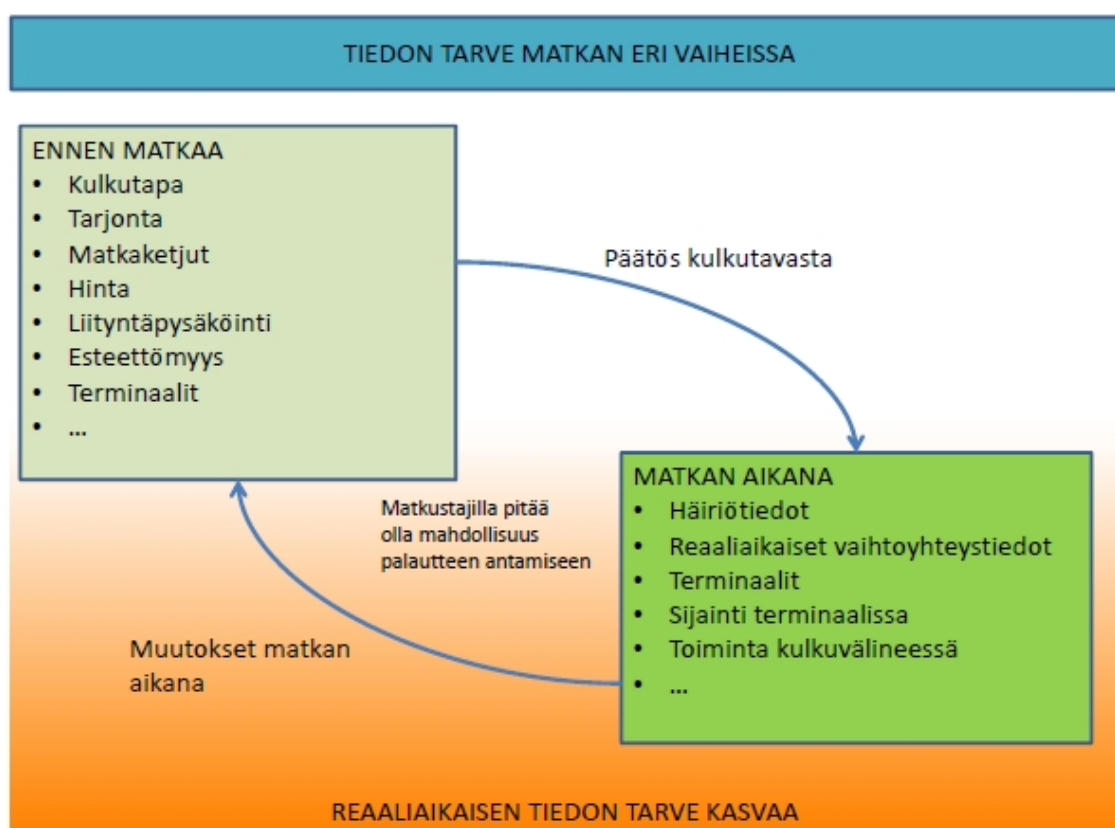 TIEDON TARVE MATKAN ERI VAIHEISSA
ENNEN MATKAA
• Kulkutapa
• Tarjonta
• Matkaketjut
• Hinta
• Liityntäpysäköinti
• Esteettömyys
• Terminaalit
• ...
Päätös kulkutavasta
MATKAN AIKANA
• Häiriötiedot
• Reaaliaikaiset vaihtoyhteystiedot
• Terminaalit
• Sijainti terminaalissa
• Toiminta kulkuvälineessä
• ...
Matkustajilla pitää
olla mahdollisuus
palautteen antamiseen
Muutokset matkan
aikana
REAALIAIKAISEN TIEDON TARVE KASVAA